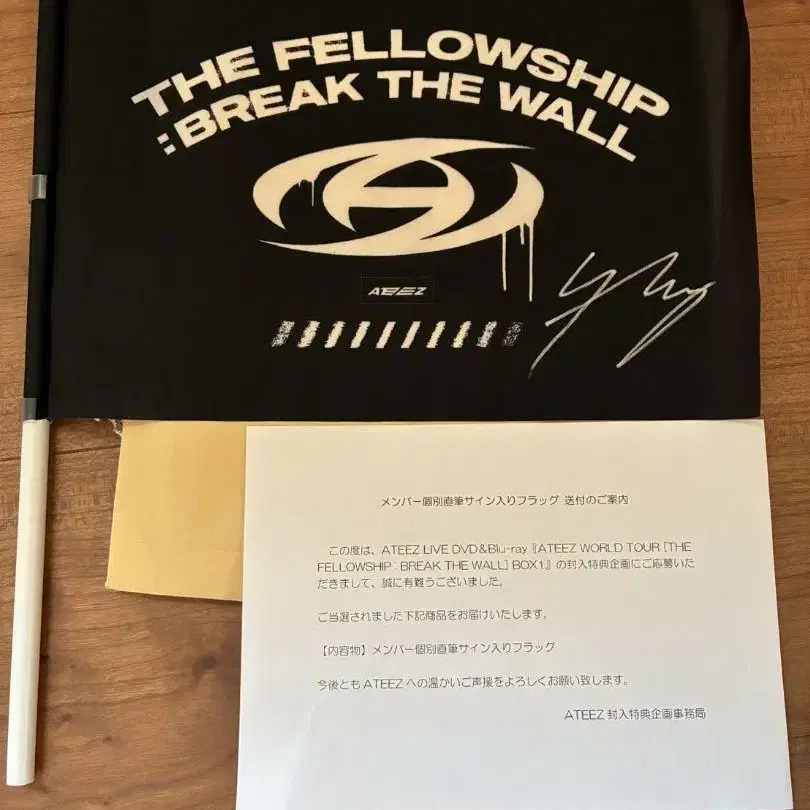 THE FELLOWSHIP
:BREAK THE WALL
ATEEZ
メンバー個別直筆サイン入りフラッグ 送付のご案内
この度は、ATEEZ LIVE DVD&Blu-ray『ATEEZ WORLD TOUR [THE
FELLOWSHIP : BREAK THE WALL] BOX1』の封入特典企画にご応募いた
だきまして、誠に有難うございました。
ご当選されました下記商品をお届けいたします。
【内容物】メンバー個別直筆サイン入りフラッグ
今後とも ATEEZ への温かいご声援をよろしくお願い致します。
ATEEZ 封入特典企画事務局